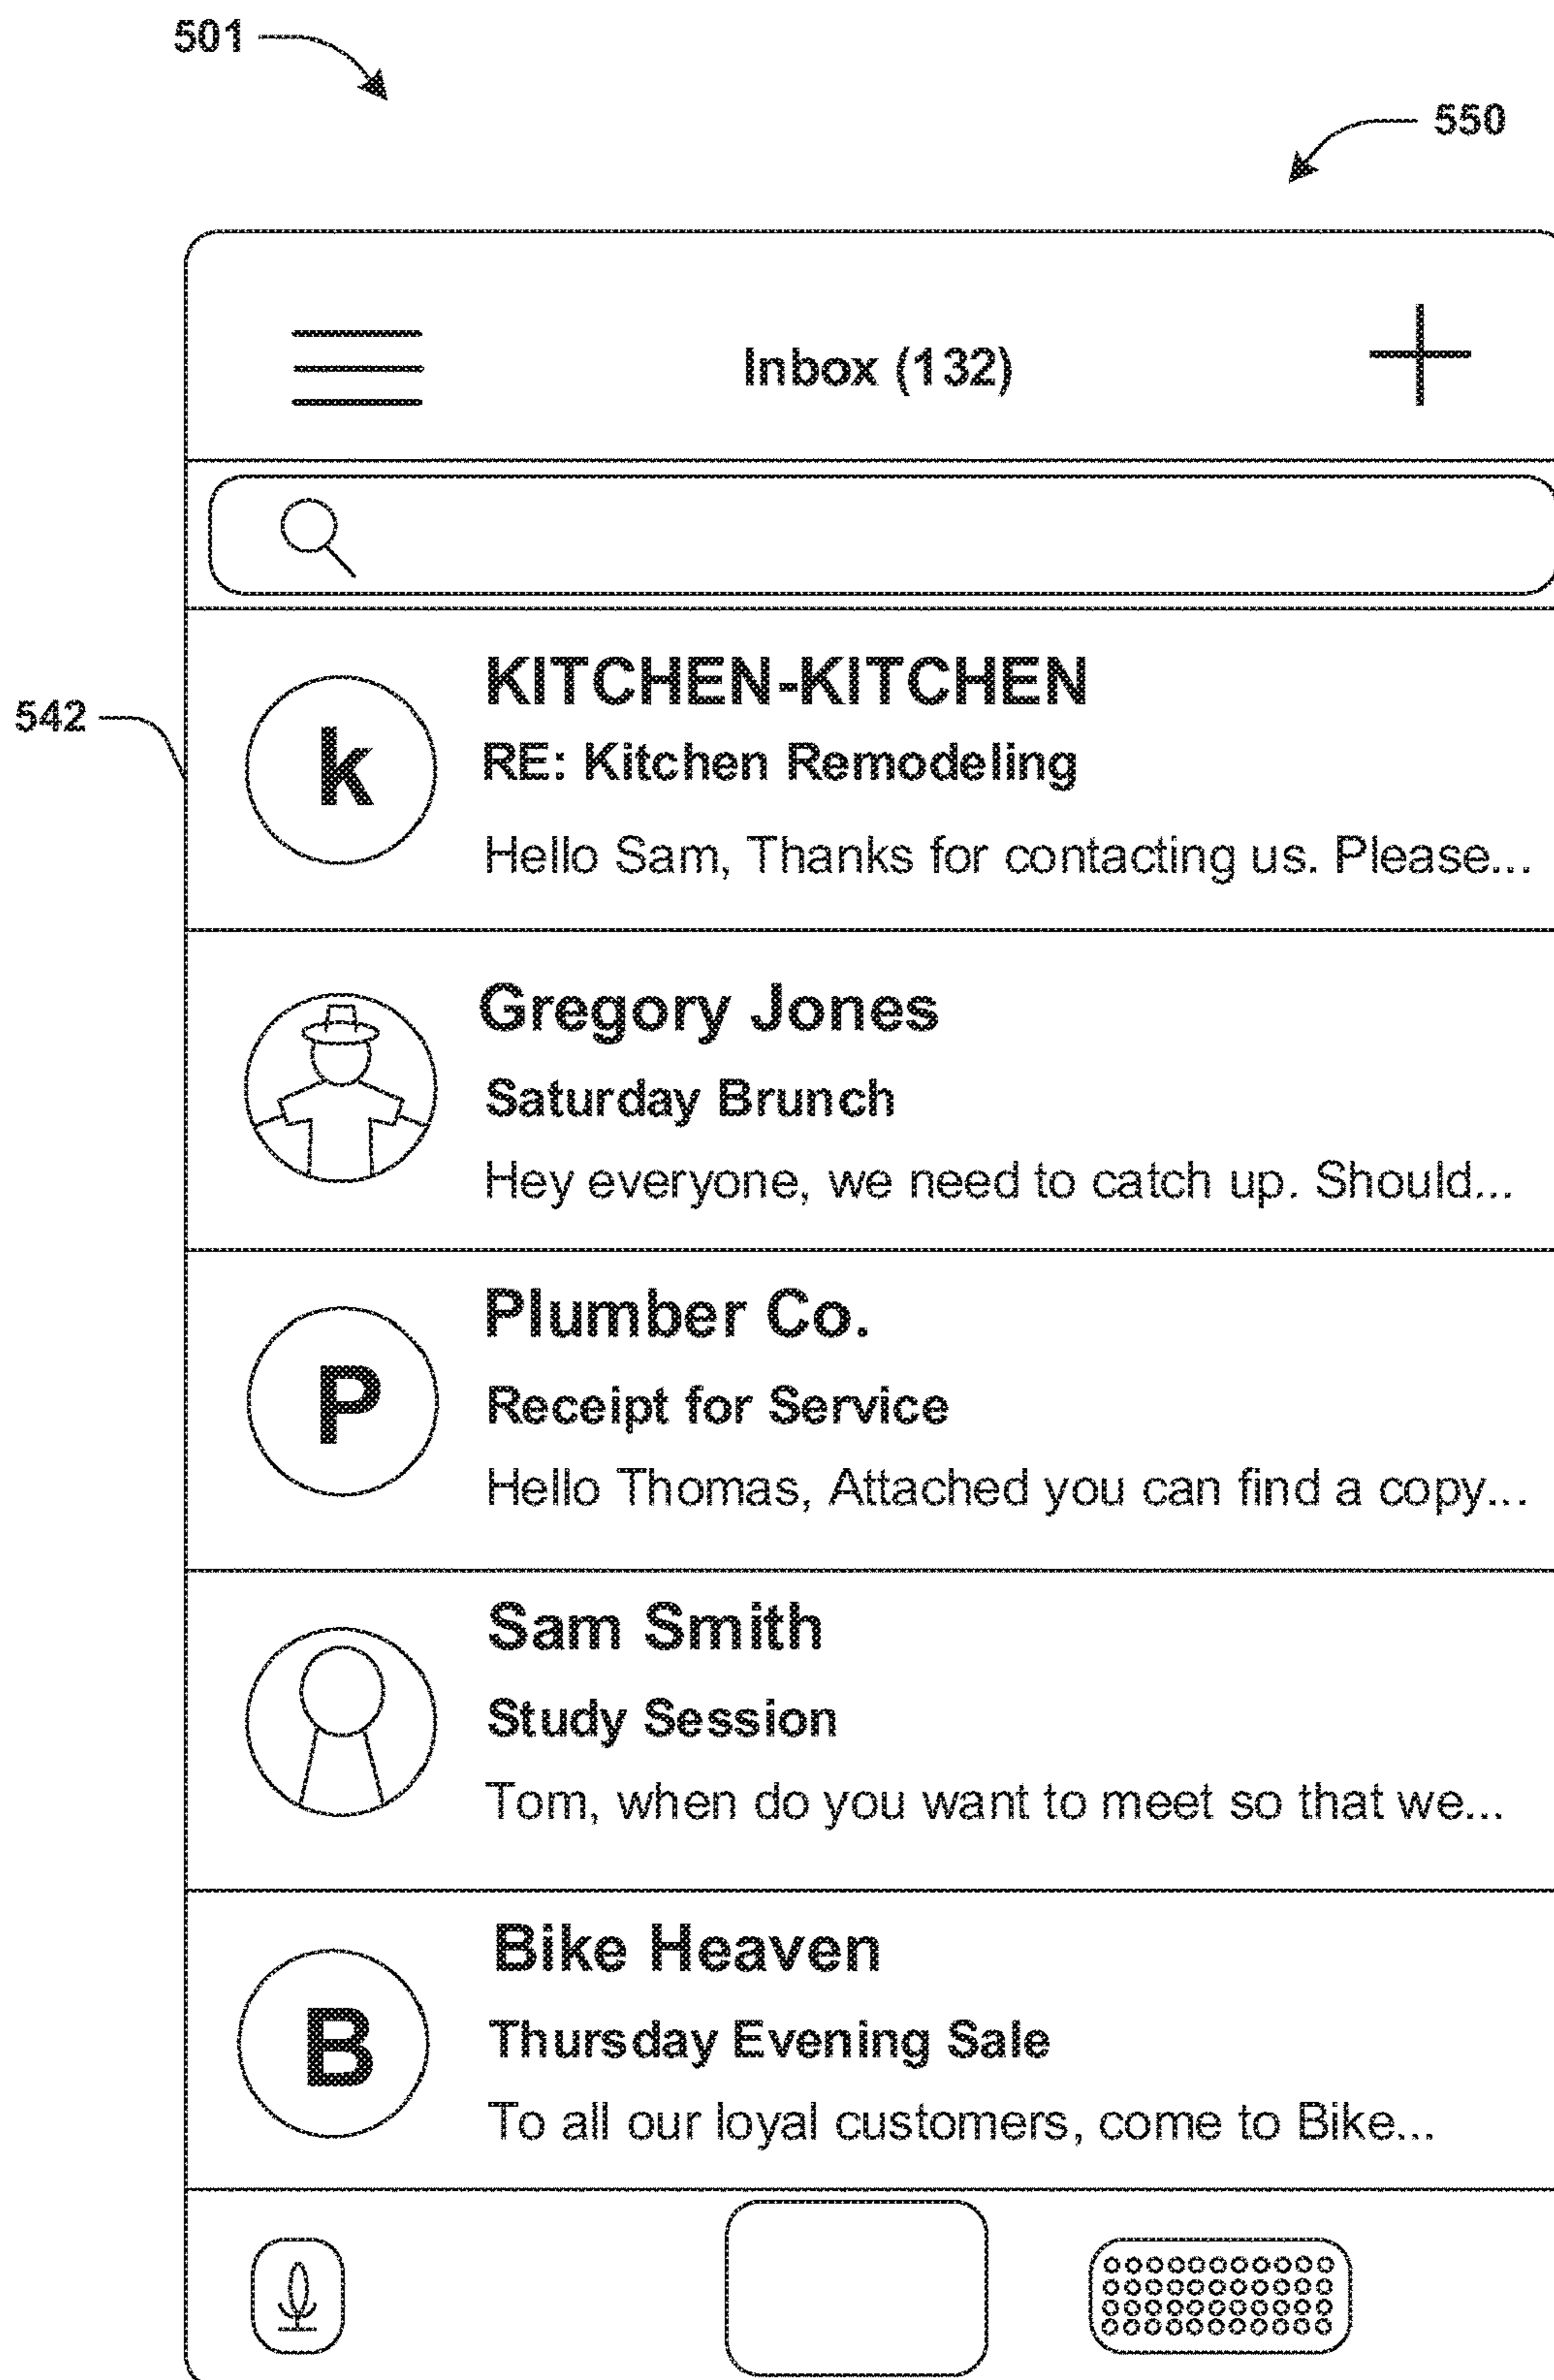 501
550
Inbox (132)
542
k
KITCHEN-KITCHEN
RE: Kitchen Remodeling
Hello Sam, Thanks for contacting us. Please...
Gregory Jones
Saturday Brunch
Hey everyone, we need to catch up. Should...
P
Plumber Co.
Receipt for Service
Hello Thomas, Attached you can find a copy...
Sam Smith
Study Session
Tom, when do you want to meet so that we...
B
Bike Heaven
Thursday Evening Sale
To all our loyal customers, come to Bike...